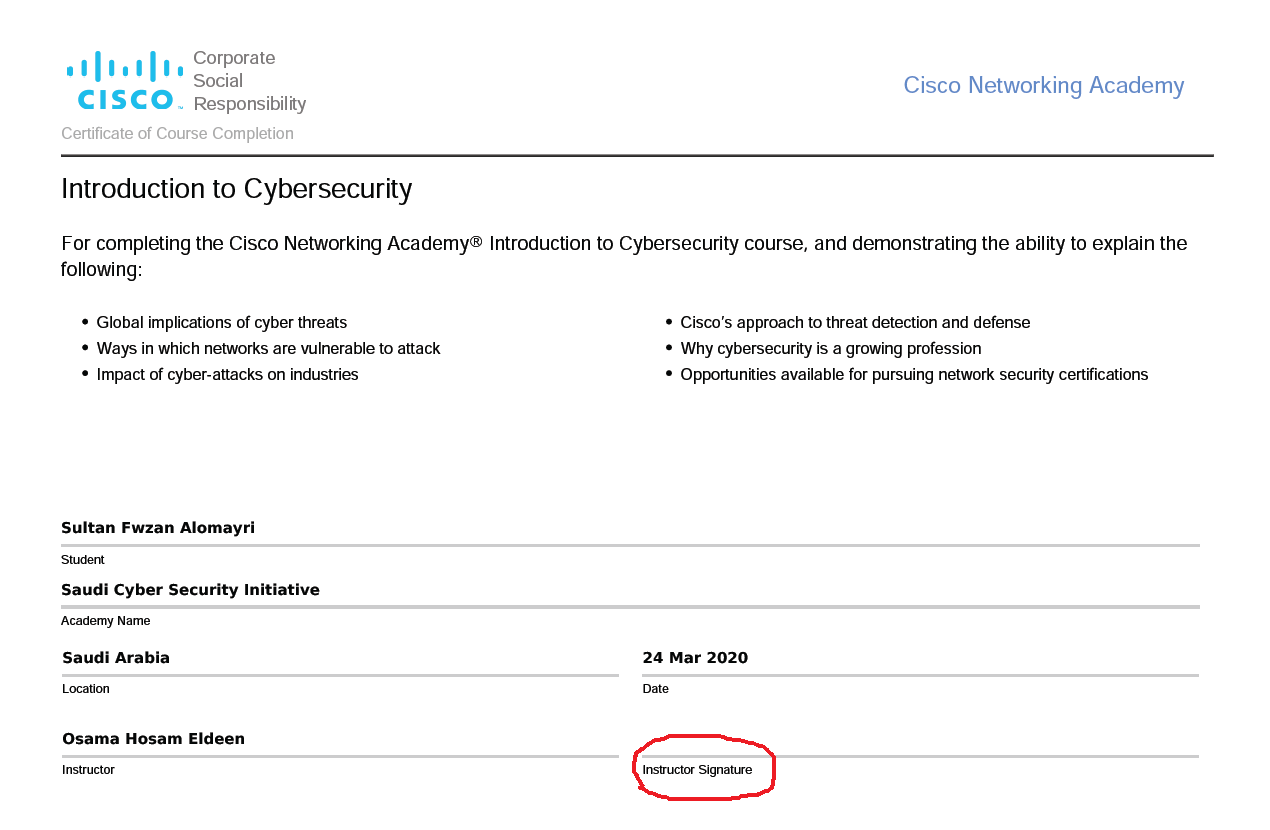 Corporate
Social
Responsibility
CISCO™
Cisco Networking Academy
Certificate of Course Completion
Introduction to Cybersecurity
For completing the Cisco Networking Academy® Introduction to Cybersecurity course, and demonstrating the ability to explain the
following:
• Global implications of cyber threats
• Ways in which networks are vulnerable to attack
• Impact of cyber-attacks on industries
• Cisco's approach to threat detection and defense
• Why cybersecurity is a growing profession
• Opportunities available for pursuing network security certifications
Sultan Fwzan Alomayri
Student
Saudi Cyber Security Initiative
Academy Name
Saudi Arabia
Location
24 Mar 2020
Date
Osama Hosam Eldeen
Instructor
Instructor Signature